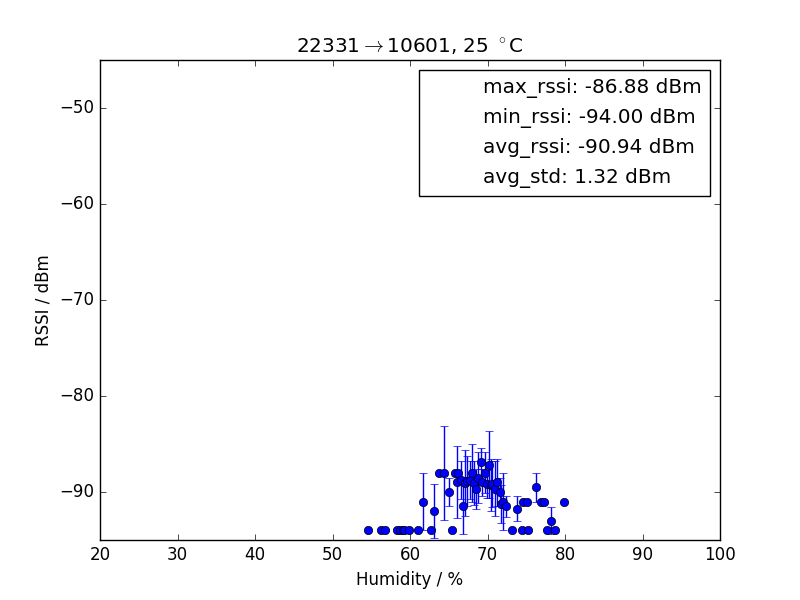 22331→10601, 25 °C
max_rssi: -86.88 dBm
min_rssi: -94.00 dBm
avg_rssi: -90.94 dBm
avg_std: 1.32 dBm
RSSI / dBm
−50
−60
−70
−80
−90
20 30 40 50 60 70 80 90 100
Humidity / %